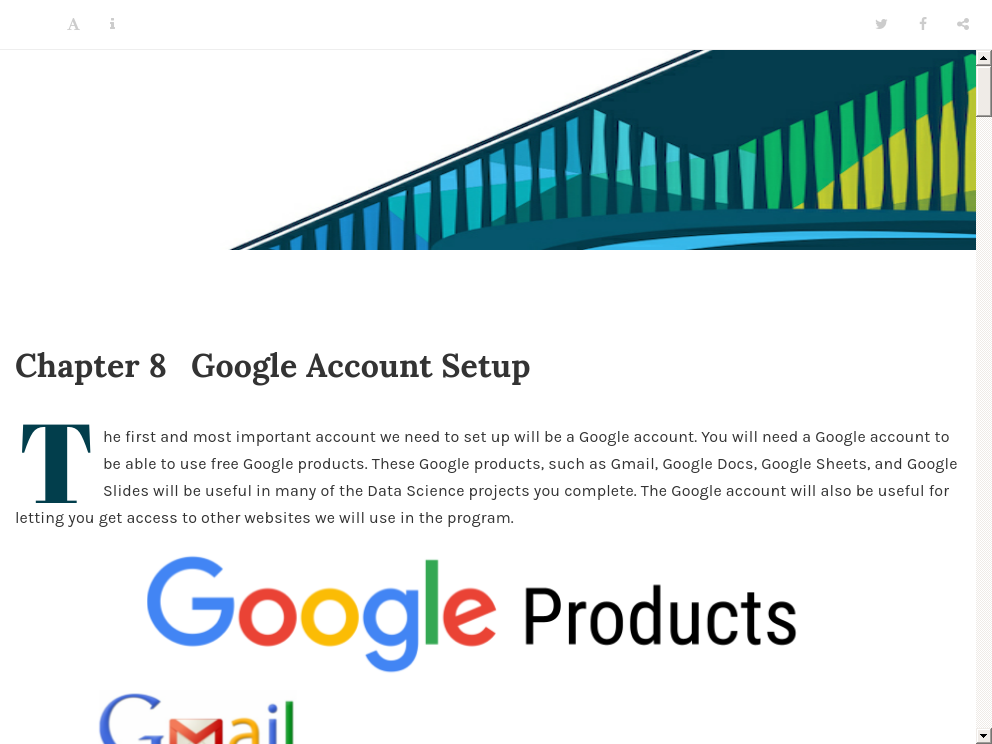 Chapter 8 Google Account Setup
The first and most important account we need to set up will be a Google account. You will need a Google account to
be able to use free Google products. These Google products, such as Gmail, Google Docs, Google Sheets, and Google
Slides will be useful in many of the Data Science projects you complete. The Google account will also be useful for
letting you get access to other websites we will use in the program.
Google Products
Gmail